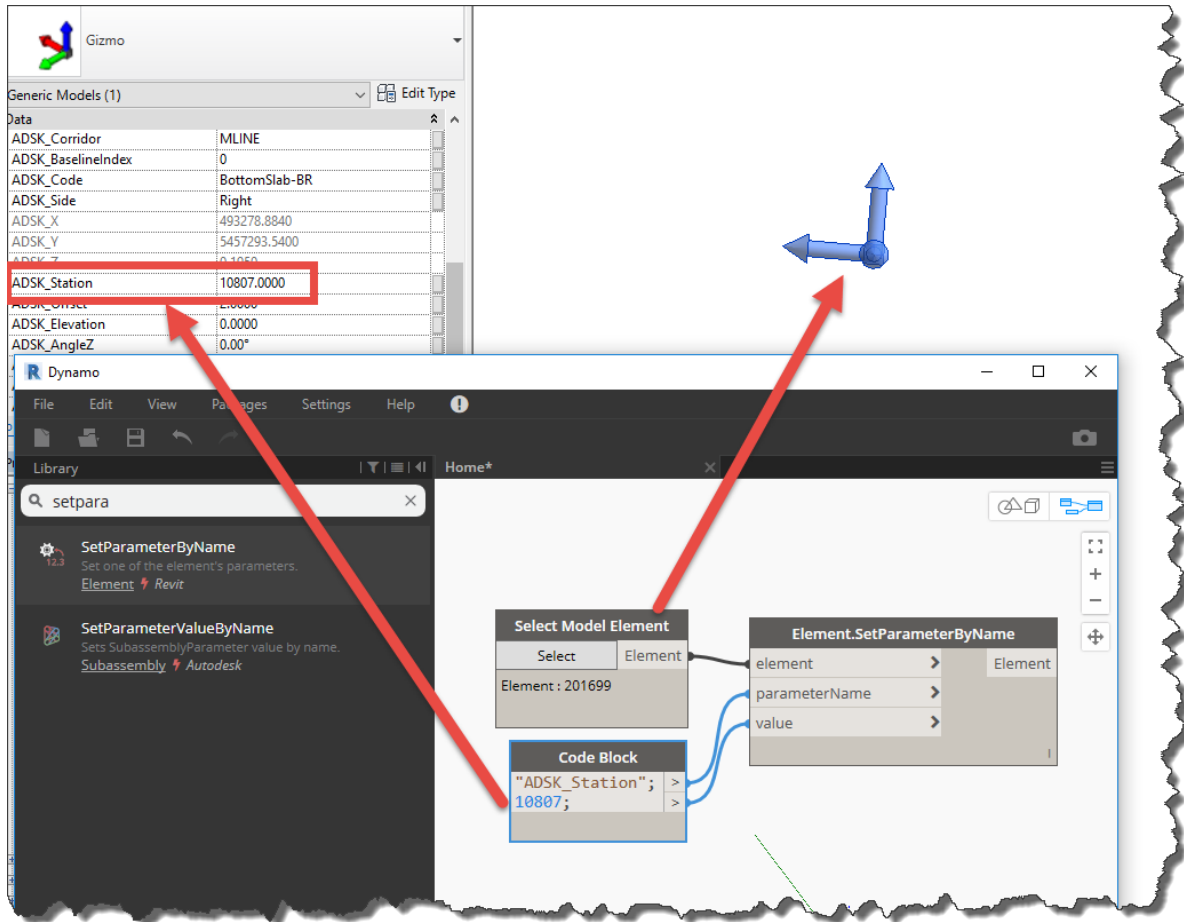 Gizmo
Generic Models (1)
Edit Type
Data
ADSK_Corridor MLINE
ADSK_BaselineIndex 0
ADSK_Code BottomSlab-BR
ADSK_Side Right
ADSK_X 493278.8840
ADSK_Y 5457293.5400
ADSK_Station 10807.0000
ADSK_Elevation 0.0000
ADSK_AngleZ 0.00°
R Dynamo
File Edit View Packages Settings Help
Library
Home*
setpara
SetParameterByName
Set one of the element's parameters.
Element Revit
12.3
SetParameterValueByName
Sets SubassemblyParameter value by name.
Subassembly Autodesk
Select Model Element
Select Element
Element : 201699
Code Block
"ADSK_Station"; >
10807; >
Element.SetParameterByName
element > Element
parameterName >
value >